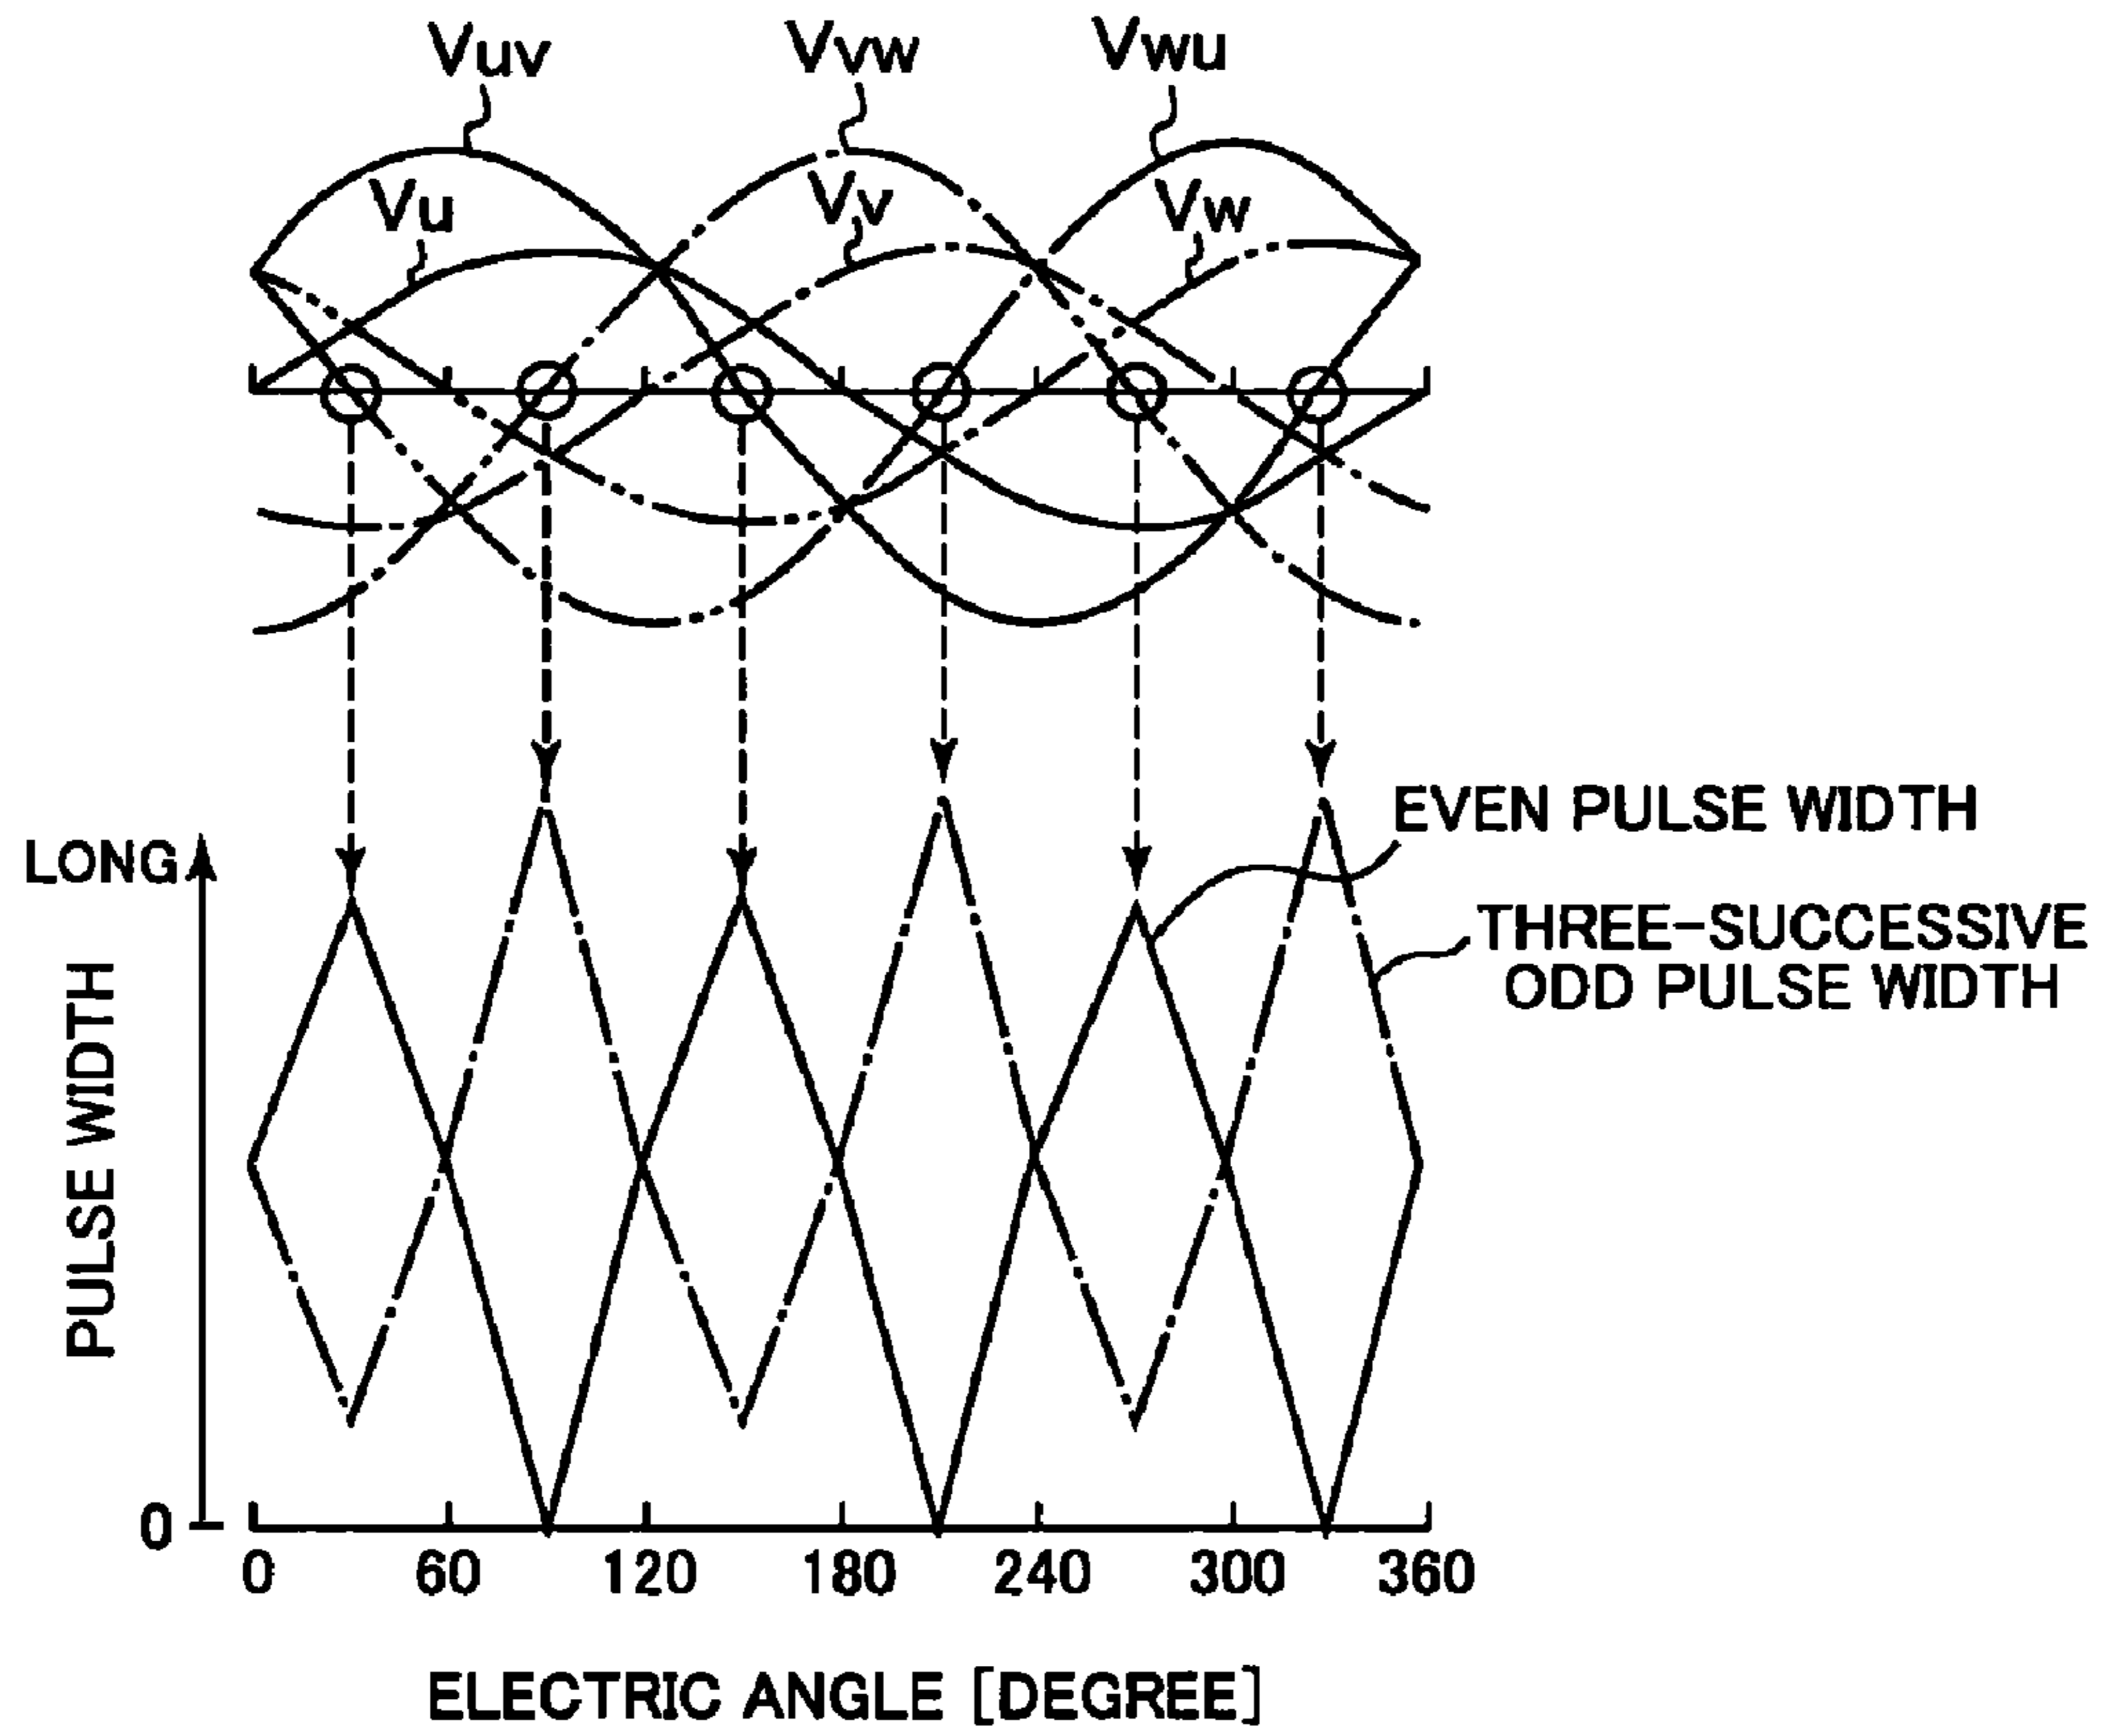 Vuv
Vvw
Vwu
Vu
Vv
Vw
EVEN PULSE WIDTH
LONG
THREE-SUCCESSIVE
ODD PULSE WIDTH
PULSE WIDTH
0
0 60 120 180 240 300 360
ELECTRIC ANGLE [DEGREE]